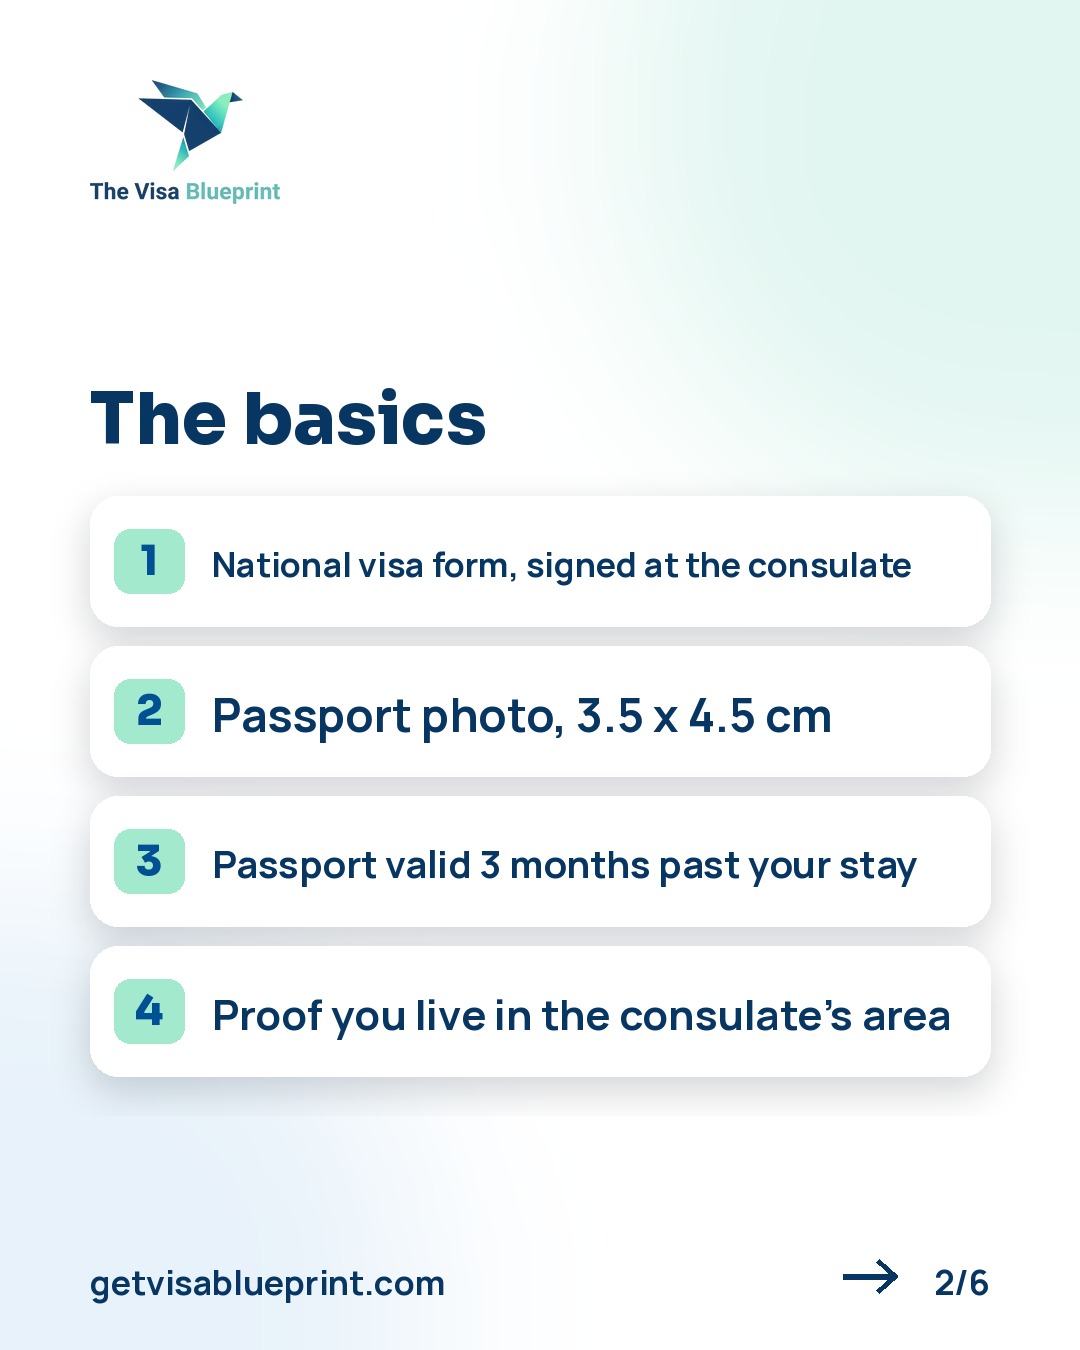 The Visa Blueprint
The basics
1 National visa form, signed at the consulate
2 Passport photo, 3.5 x 4.5 cm
3 Passport valid 3 months past your stay
4 Proof you live in the consulate’s area
getvisablueprint.com → 2/6